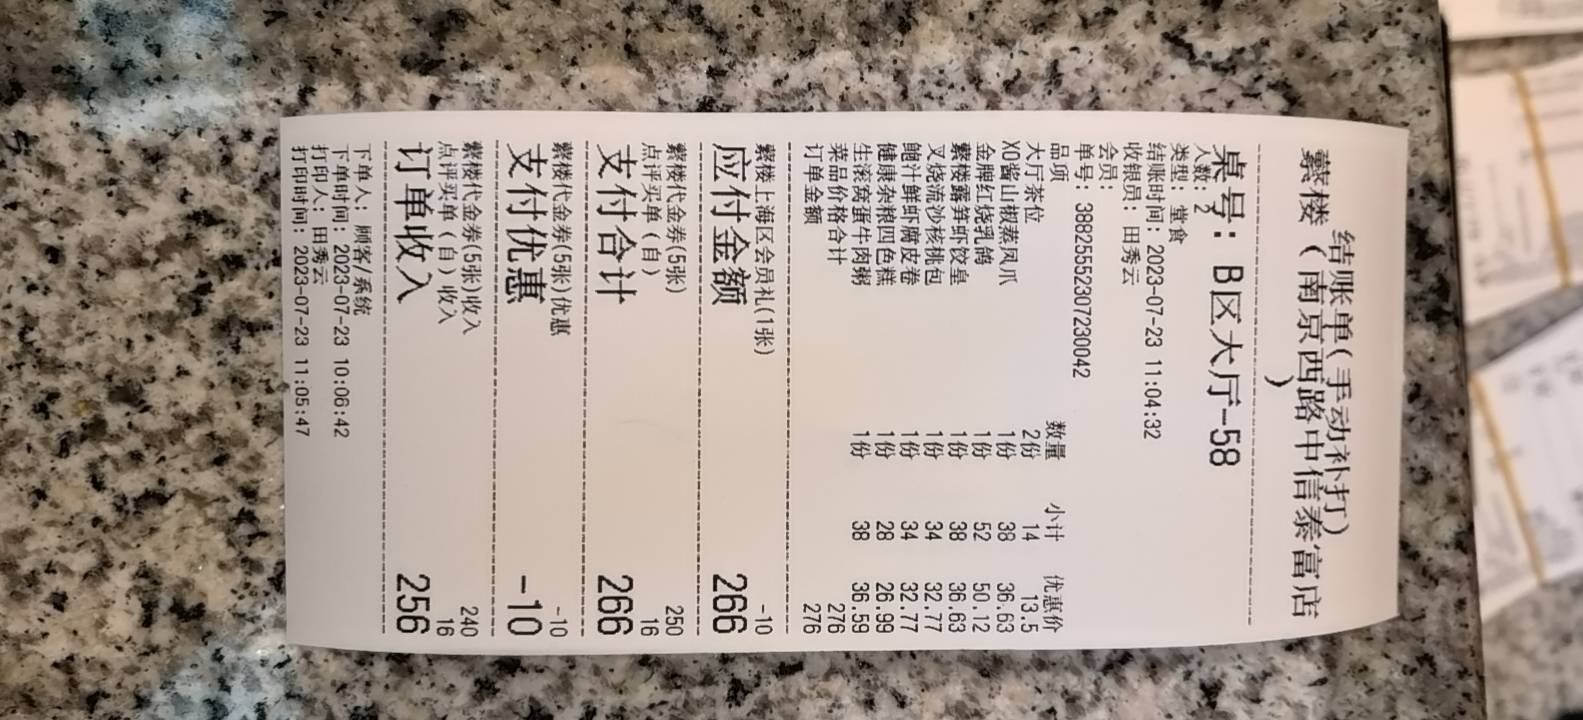 结账单(手动补打)
蘩楼（南京西路中信泰富店
）
桌号: B区大厅-58
人数: 2
类型: 堂食
结账时间: 2023-07-23 11:04:32
收银员: 田秀云
会员:
单号: 3882555230723​0042
品项 数量 小计 优惠价
大厅茶位 2份 14 13.5
XO酱山椒蒸凤爪 1份 38 36.63
金牌红烧乳鸽 1份 52 50.12
蘩楼露笋虾饺皇 1份 38 36.63
叉烧流沙核桃包 1份 34 32.77
鲍汁鲜虾腐皮卷 1份 34 32.77
健康杂粮四色糕 1份 28 26.99
生滚窝蛋牛肉粥 1份 38 36.59
菜品价格合计 276
订单金额 276
蘩楼上海区会员礼(1张) -10
应付金额 266
蘩楼代金券(5张) 250
点评买单（自） 16
支付合计 266
蘩楼代金券(5张)优惠 -10
支付优惠 -10
蘩楼代金券(5张)收入 240
点评买单（自）收入 16
订单收入 256
下单人: 顾客/系统
下单时间: 2023-07-23 10:06:42
打印人: 田秀云
打印时间: 2023-07-23 11:05:47